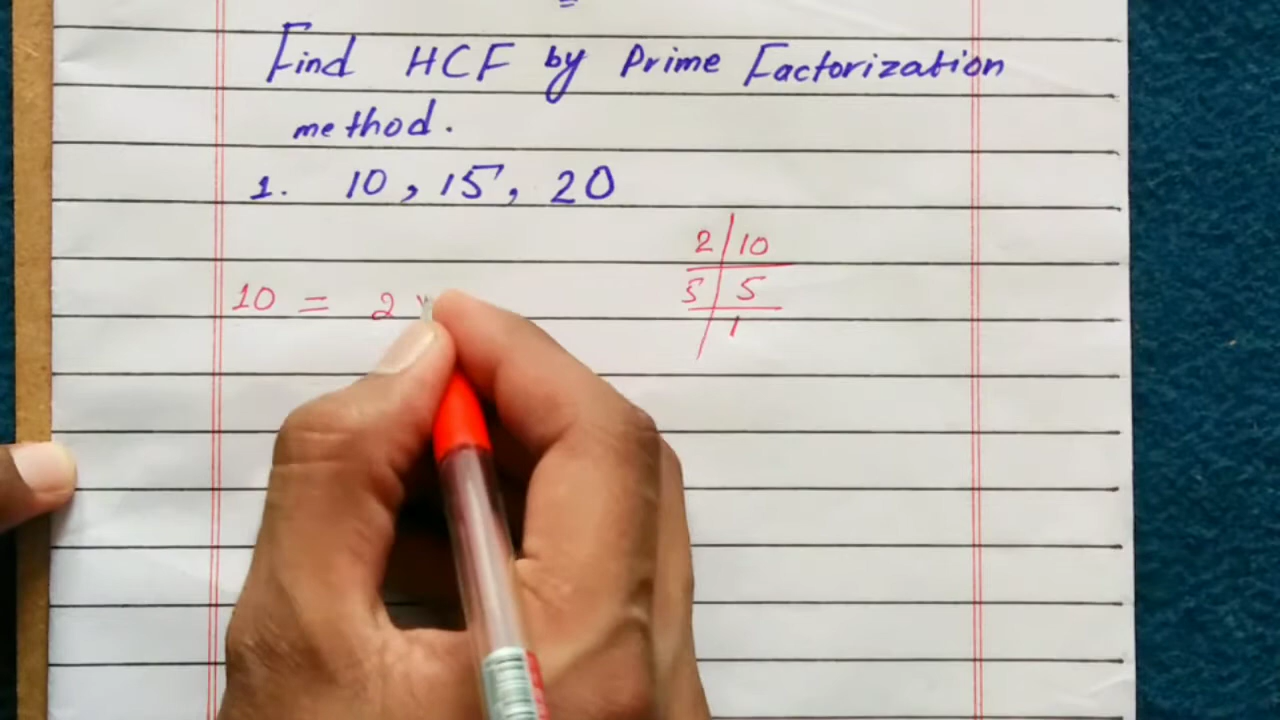 Find HCF by Prime Factorization
method.
1. 10, 15, 20
2 10
5 5
1
10 = 2 ×